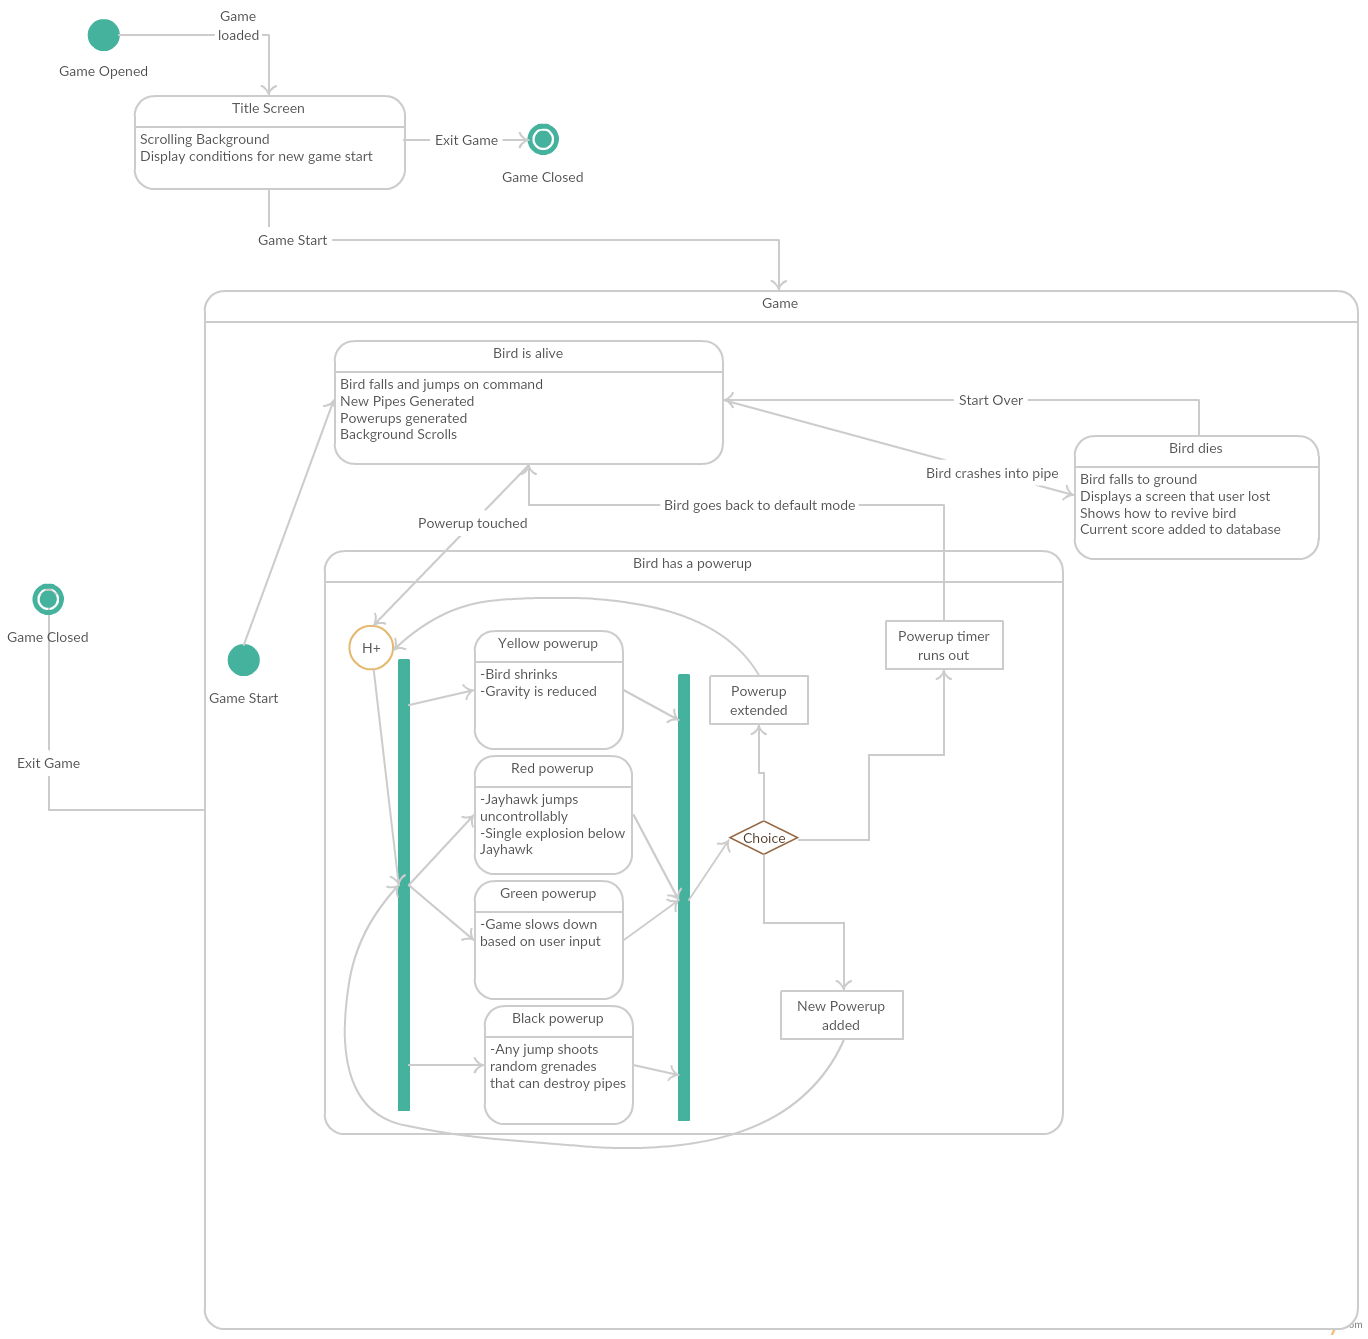 Game
loaded
Game Opened
Title Screen
Scrolling Background
Display conditions for new game start
Exit Game
Game Closed
Game Start
Game
Bird is alive
Bird falls and jumps on command
New Pipes Generated
Powerups generated
Background Scrolls
Start Over
Bird dies
Bird falls to ground
Displays a screen that user lost
Shows how to revive bird
Current score added to database
Bird crashes into pipe
Bird goes back to default mode
Powerup touched
Bird has a powerup
Game Closed
Game Start
Exit Game
H+
Yellow powerup
-Bird shrinks
-Gravity is reduced
Powerup
extended
Powerup timer
runs out
Red powerup
-Jayhawk jumps
uncontrollably
-Single explosion below
Jayhawk
Choice
Green powerup
-Game slows down
based on user input
New Powerup
added
Black powerup
-Any jump shoots
random grenades
that can destroy pipes